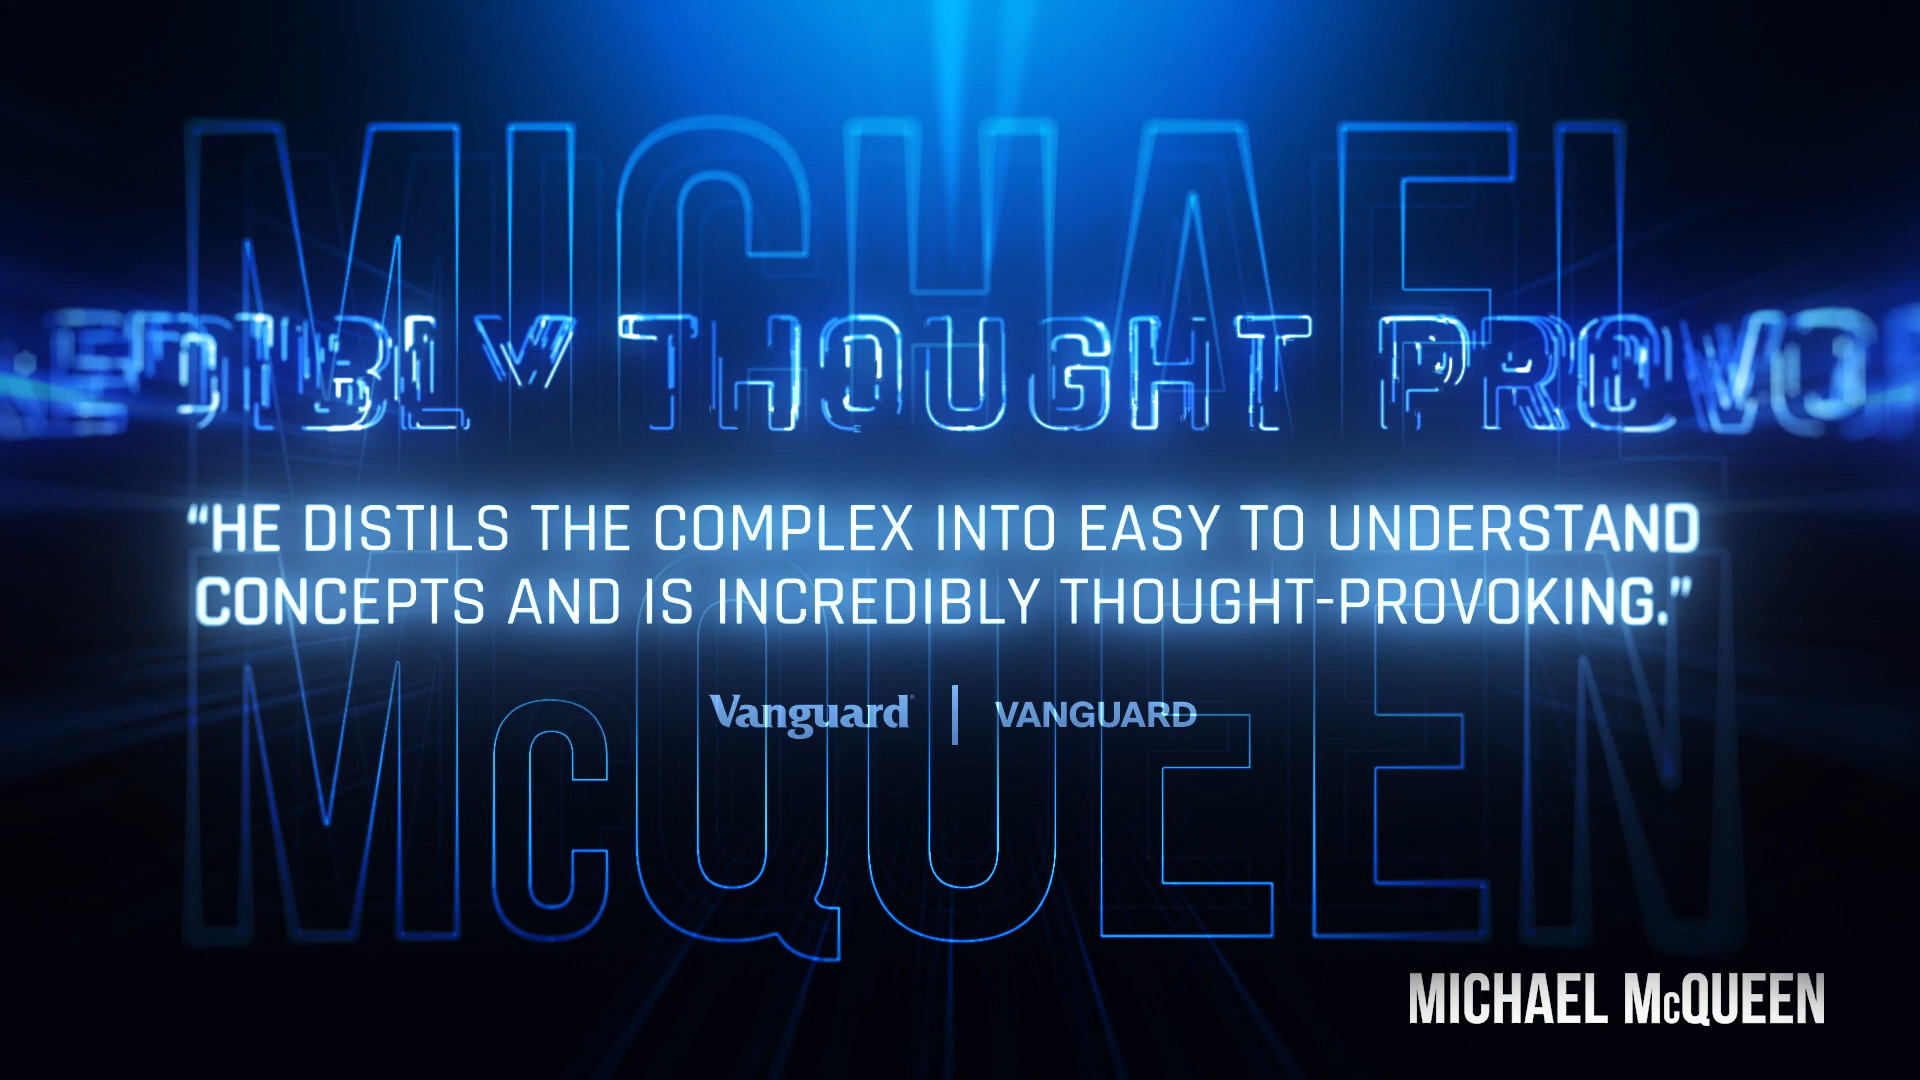 MICHAEL
THOUGHT
“HE DISTILS THE COMPLEX INTO EASY TO UNDERSTAND
CONCEPTS AND IS INCREDIBLY THOUGHT-PROVOKING.”
Vanguard | VANGUARD
McQUEEN
MICHAEL McQUEEN